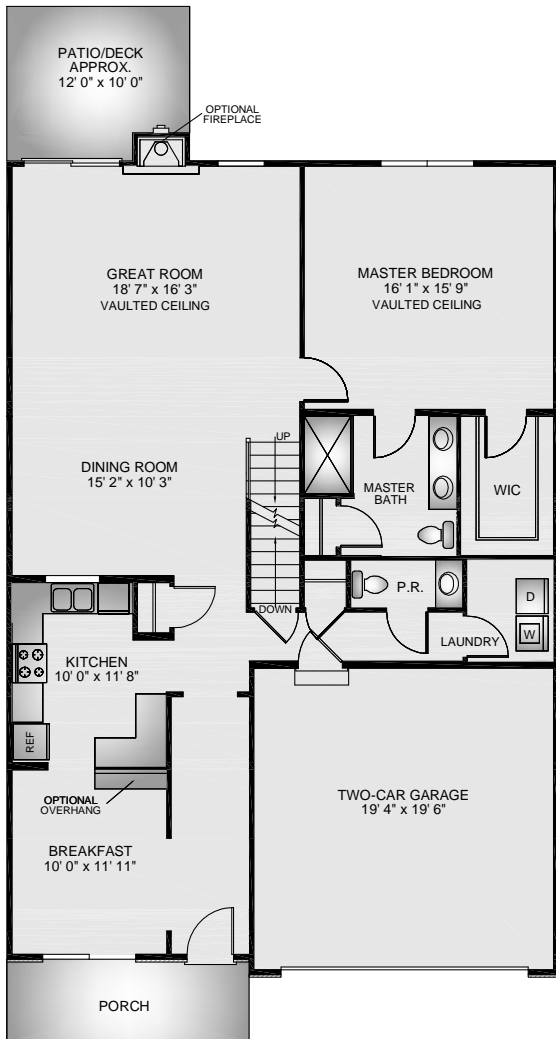 PATIO/DECK
APPROX.
12' 0" x 10' 0"
OPTIONAL
FIREPLACE
GREAT ROOM
18' 7" x 16' 3"
VAULTED CEILING
MASTER BEDROOM
16' 1" x 15' 9"
VAULTED CEILING
UP
DINING ROOM
15' 2" x 10' 3"
MASTER
BATH
WIC
P.R.
D
W
DOWN
LAUNDRY
KITCHEN
10' 0" x 11' 8"
REF
OPTIONAL
OVERHANG
TWO-CAR GARAGE
19' 4" x 19' 6"
BREAKFAST
10' 0" x 11' 11"
PORCH